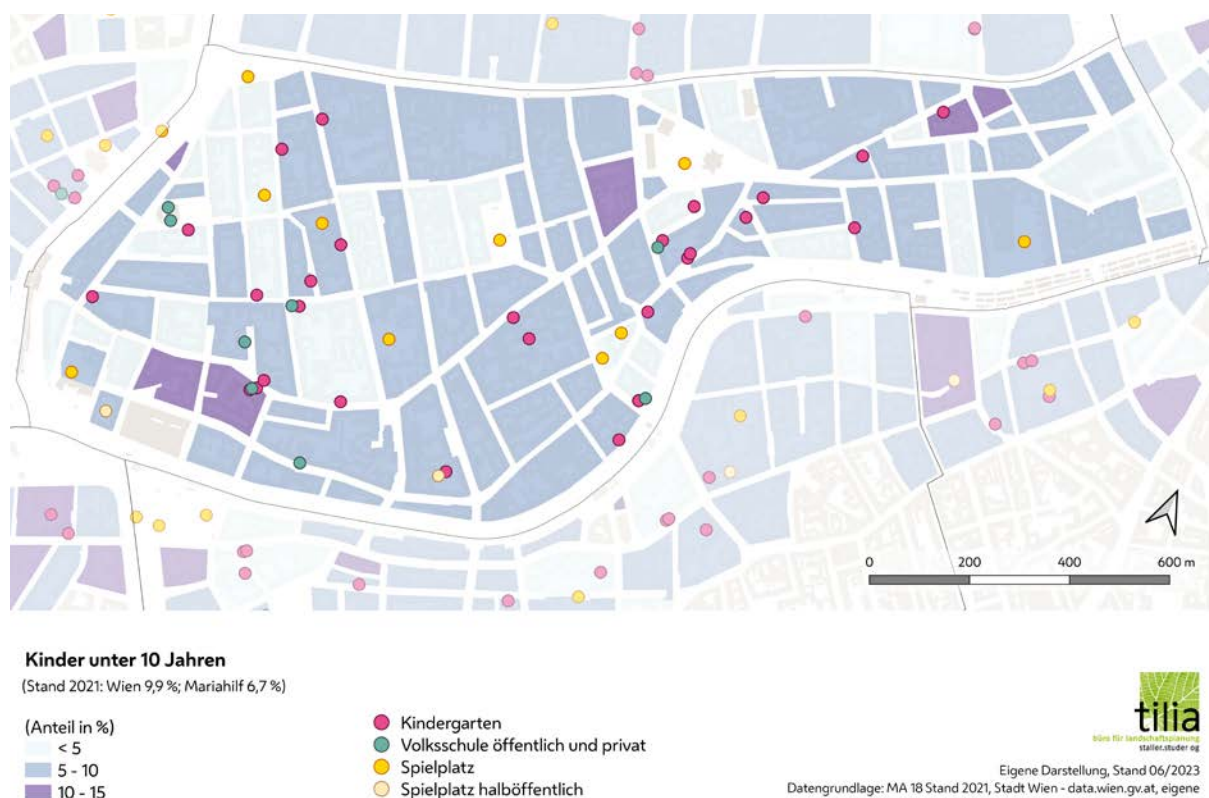 0 200 400 600 m
Kinder unter 10 Jahren
(Stand 2021: Wien 9,9 %; Mariahilf 6,7 %)
(Anteil in %)
< 5
5 - 10
10 - 15
Kindergarten
Volksschule öffentlich und privat
Spielplatz
Spielplatz halböffentlich
tilia
büro für landschaftsplanung
staller.studer og
Eigene Darstellung, Stand 06/2023
Datengrundlage: MA 18 Stand 2021, Stadt Wien - data.wien.gv.at, eigene